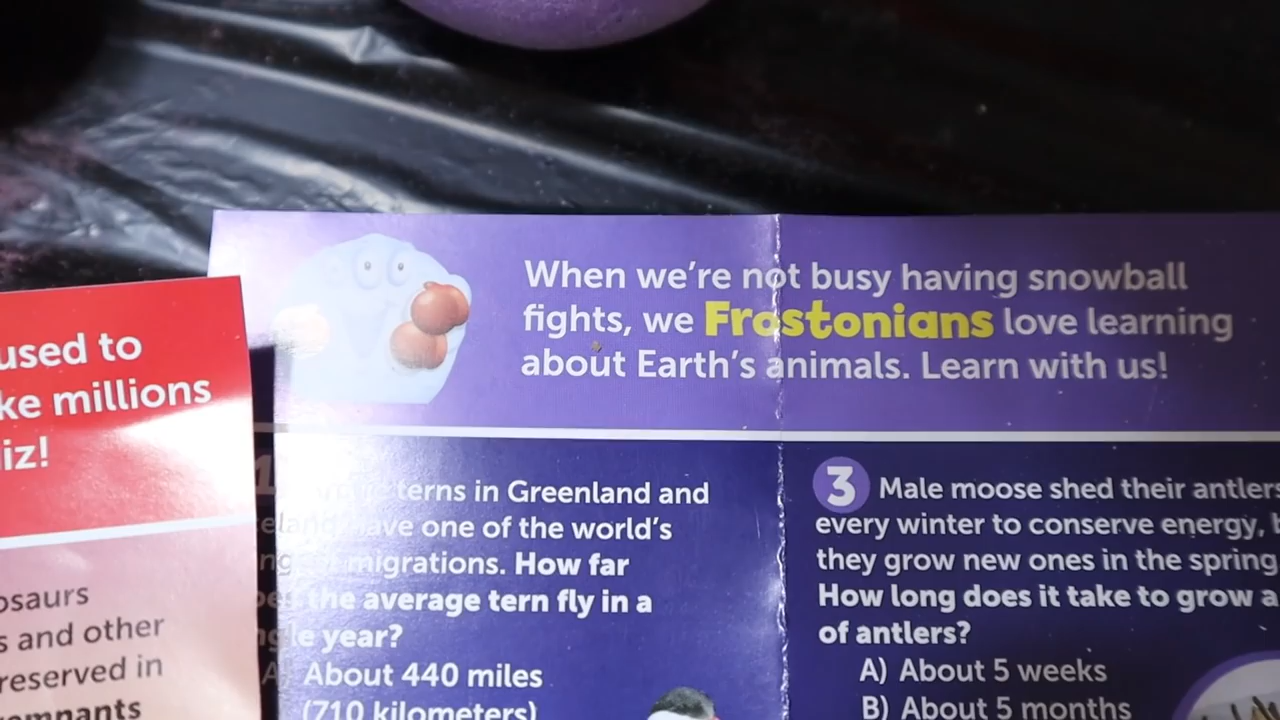 used to
ke millions
iz!
osaurs
s and other
reserved in
mnants
When we're not busy having snowball
fights, we Frostonians love learning
about Earth's animals. Learn with us!
terns in Greenland and
have one of the world's
migrations. How far
the average tern fly in a
year?
A) About 440 miles
(710 kilometers)
3 Male moose shed their antlers
every winter to conserve energy,
they grow new ones in the spring
How long does it take to grow a
of antlers?
A) About 5 weeks
B) About 5 months